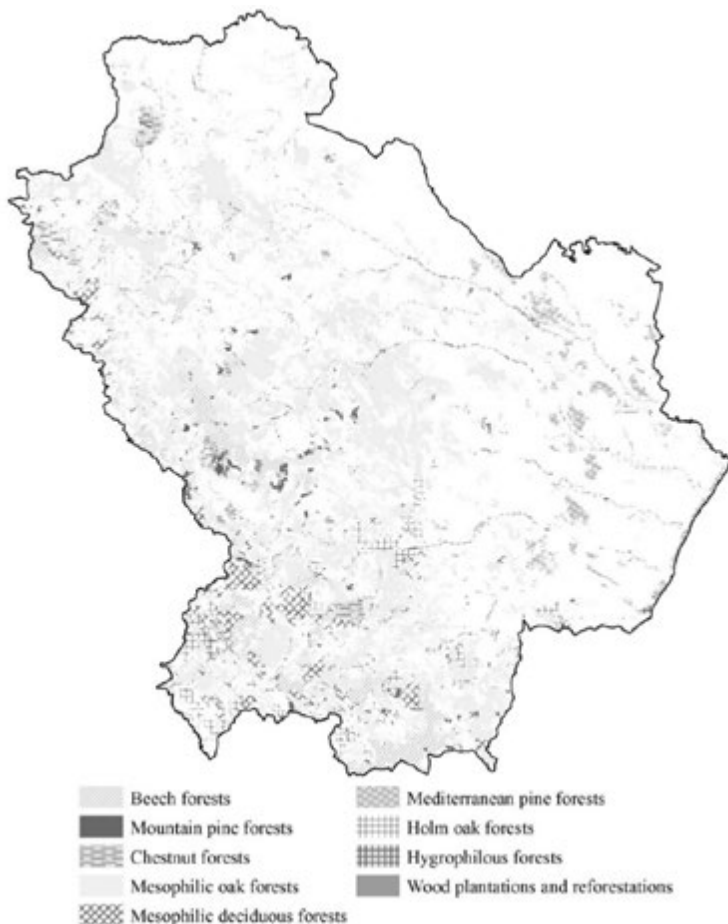 Beech forests
Mountain pine forests
Chestnut forests
Mesophilic oak forests
Mesophilic deciduous forests
Mediterranean pine forests
Holm oak forests
Hygrophilous forests
Wood plantations and reforestations